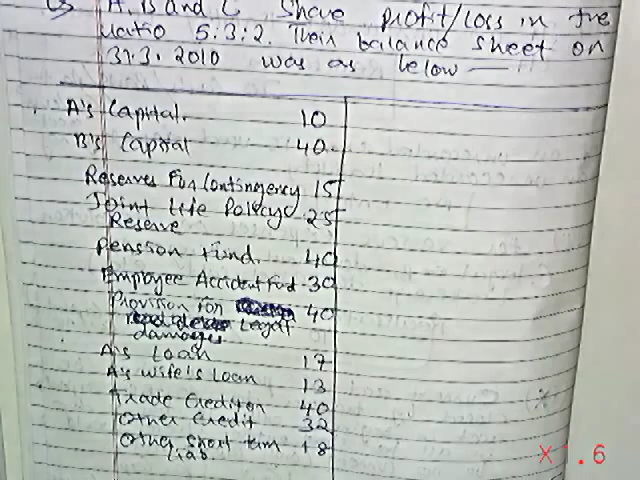 A, B and C Share profit/loss in the
ratio 5:3:2. Their balance sheet on
31.3.2010 was as below —
A's Capital. 10
B's Capital 40
Reserves for Contingency 15
Joint Life Policy 25
Reserve
Pension Fund. 40
Employee Accident Fund 30
Provision for 40
damages
A's Loan 17
A's wife's Loan 13
Trade Creditor 40
Other Credit 32
Other short term 18
Liab.
×1.6